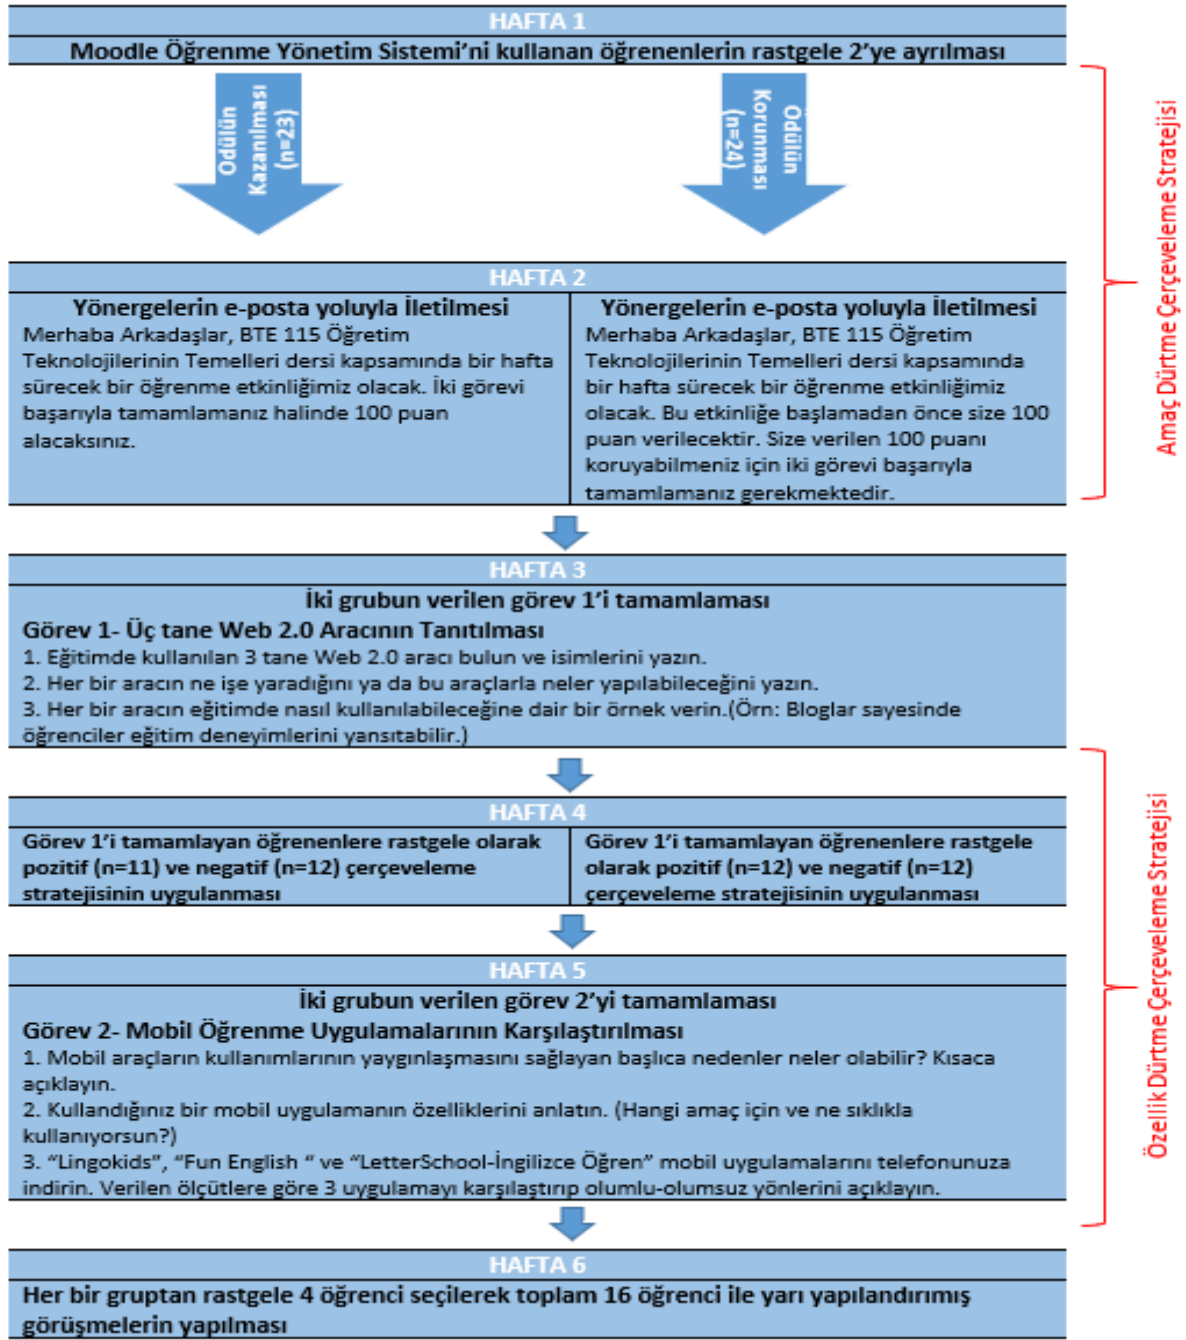 HAFTA 1
Moodle Öğrenme Yönetim Sistemi’ni kullanan öğrenenlerin rastgele 2’ye ayrılması
Ödülün
Kazanılması
(n=23)
Ödülün
Korunması
(n=24)
Amaç Dürtme Çerçeveleme Stratejisi
HAFTA 2
Yönergelerin e-posta yoluyla İletilmesi
Merhaba Arkadaşlar, BTE 115 Öğretim
Teknolojilerinin Temelleri dersi kapsamında bir hafta
sürecek bir öğrenme etkinliğimiz olacak. İki görevi
başarıyla tamamlamanız halinde 100 puan
alacaksınız.
Yönergelerin e-posta yoluyla İletilmesi
Merhaba Arkadaşlar, BTE 115 Öğretim
Teknolojilerinin Temelleri dersi kapsamında
bir hafta sürecek bir öğrenme etkinliğimiz
olacak. Bu etkinliğe başlamadan önce size 100
puan verilecektir. Size verilen 100 puanı
koruyabilmeniz için iki görevi başarıyla
tamamlamanız gerekmektedir.
HAFTA 3
İki grubun verilen görev 1’i tamamlaması
Görev 1- Üç tane Web 2.0 Aracının Tanıtılması
1. Eğitimde kullanılan 3 tane Web 2.0 aracı bulun ve isimlerini yazın.
2. Her bir aracın ne işe yaradığını ya da bu araçlarla neler yapılabileceğini yazın.
3. Her bir aracın eğitimde nasıl kullanılabileceğine dair bir örnek verin.(Örn: Bloglar sayesinde
öğrenciler eğitim deneyimlerini yansıtabilir.)
HAFTA 4
Görev 1’i tamamlayan öğrenenlere rastgele olarak
pozitif (n=11) ve negatif (n=12) çerçeveleme
stratejisinin uygulanması
Görev 1’i tamamlayan öğrenenlere rastgele
olarak pozitif (n=12) ve negatif (n=12)
çerçeveleme stratejisinin uygulanması
Özellik Dürtme Çerçeveleme Stratejisi
HAFTA 5
İki grubun verilen görev 2’yi tamamlaması
Görev 2- Mobil Öğrenme Uygulamalarının Karşılaştırılması
1. Mobil araçların kullanımlarının yaygınlaşmasını sağlayan başlıca nedenler neler olabilir? Kısaca
açıklayın.
2. Kullandığınız bir mobil uygulamanın özelliklerini anlatın. (Hangi amaç için ve ne sıklıkla
kullanıyorsun?)
3. “Lingokids”, “Fun English “ ve “LetterSchool-İngilizce Öğren” mobil uygulamalarını telefonunuza
indirin. Verilen ölçütlere göre 3 uygulamayı karşılaştırıp olumlu-olumsuz yönlerini açıklayın.
HAFTA 6
Her bir gruptan rastgele 4 öğrenci seçilerek toplam 16 öğrenci ile yarı yapılandırımış
görüşmelerin yapılması